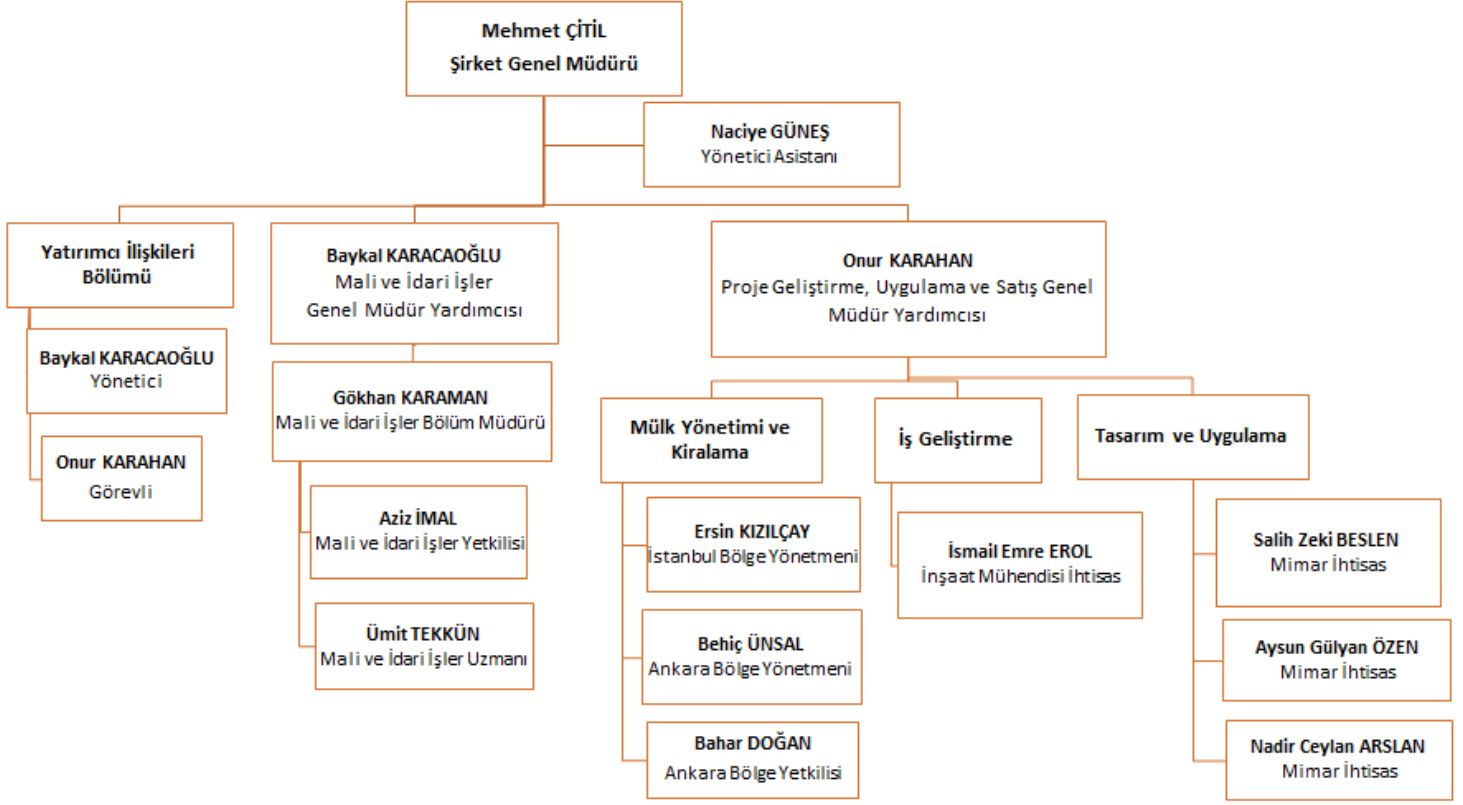 Mehmet ÇİTİL
Şirket Genel Müdürü
Naciye GÜNEŞ
Yönetici Asistanı
Yatırımcı İlişkileri
Bölümü
Baykal KARACAOĞLU
Yönetici
Onur KARAHAN
Görevli
Baykal KARACAOĞLU
Mali ve İdari İşler
Genel Müdür Yardımcısı
Gökhan KARAMAN
Mali ve İdari İşler Bölüm Müdürü
Aziz İMAL
Mali ve İdari İşler Yetkilisi
Ümit TEKKÜN
Mali ve İdari İşler Uzmanı
Onur KARAHAN
Proje Geliştirme, Uygulama ve Satış Genel
Müdür Yardımcısı
Mülk Yönetimi ve
Kiralama
Ersin KIZILÇAY
İstanbul Bölge Yönetmeni
Behiç ÜNSAL
Ankara Bölge Yönetmeni
Bahar DOĞAN
Ankara Bölge Yetkilisi
İş Geliştirme
İsmail Emre EROL
İnşaat Mühendisi İhtisas
Tasarım ve Uygulama
Salih Zeki BESLEN
Mimar İhtisas
Aysun Gülyan ÖZEN
Mimar İhtisas
Nadir Ceylan ARSLAN
Mimar İhtisas